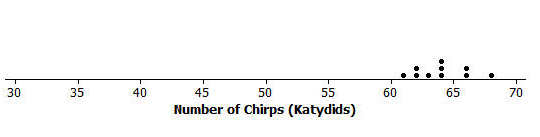 30 35 40 45 50 55 60 65 70
Number of Chirps (Katydids)